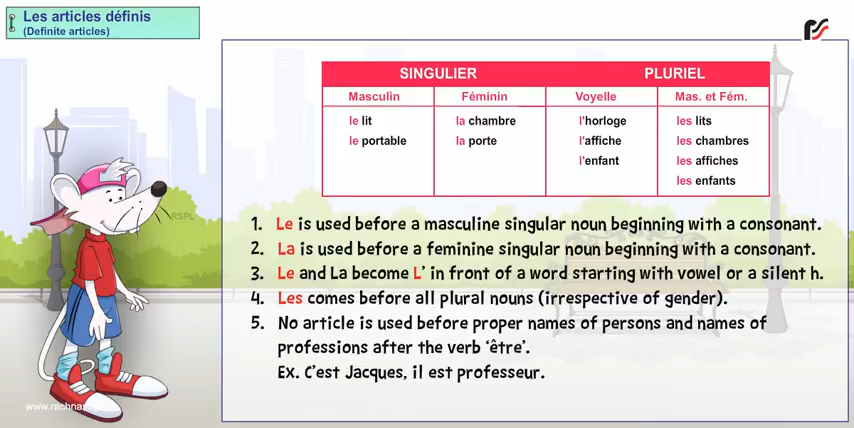 Les articles définis
(Definite articles)
SINGULIER PLURIEL
Masculin Féminin Voyelle Mas. et Fém.
le lit la chambre l'horloge les lits
le portable la porte l'affiche les chambres
l'enfant les affiches
les enfants
RSPL
1. Le is used before a masculine singular noun beginning with a consonant.
2. La is used before a feminine singular noun beginning with a consonant.
3. Le and La become L' in front of a word starting with vowel or a silent h.
4. Les comes before all plural nouns (irrespective of gender).
5. No article is used before proper names of persons and names of
professions after the verb ‘être’.
Ex. C'est Jacques, il est professeur.